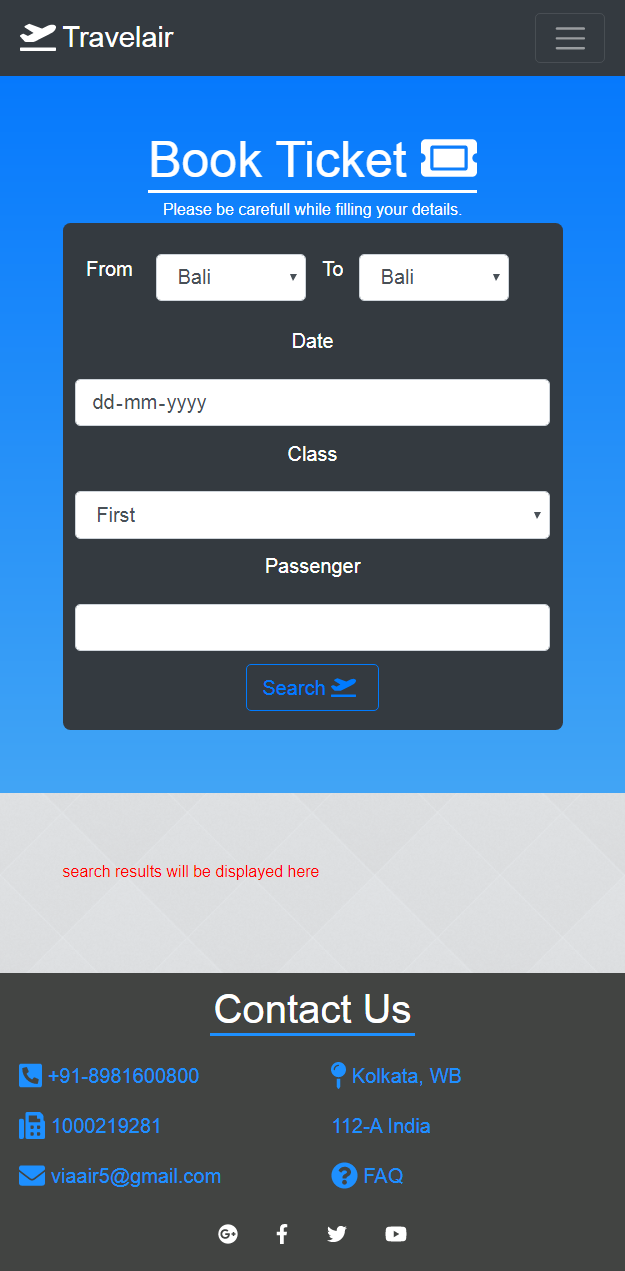 Travelair
Book Ticket
Please be carefull while filling your details.
From Bali To Bali
Date
dd-mm-yyyy
Class
First
Passenger
Search
search results will be displayed here
Contact Us
+91-8981600800
Kolkata, WB
1000219281
112-A India
viaair5@gmail.com
FAQ